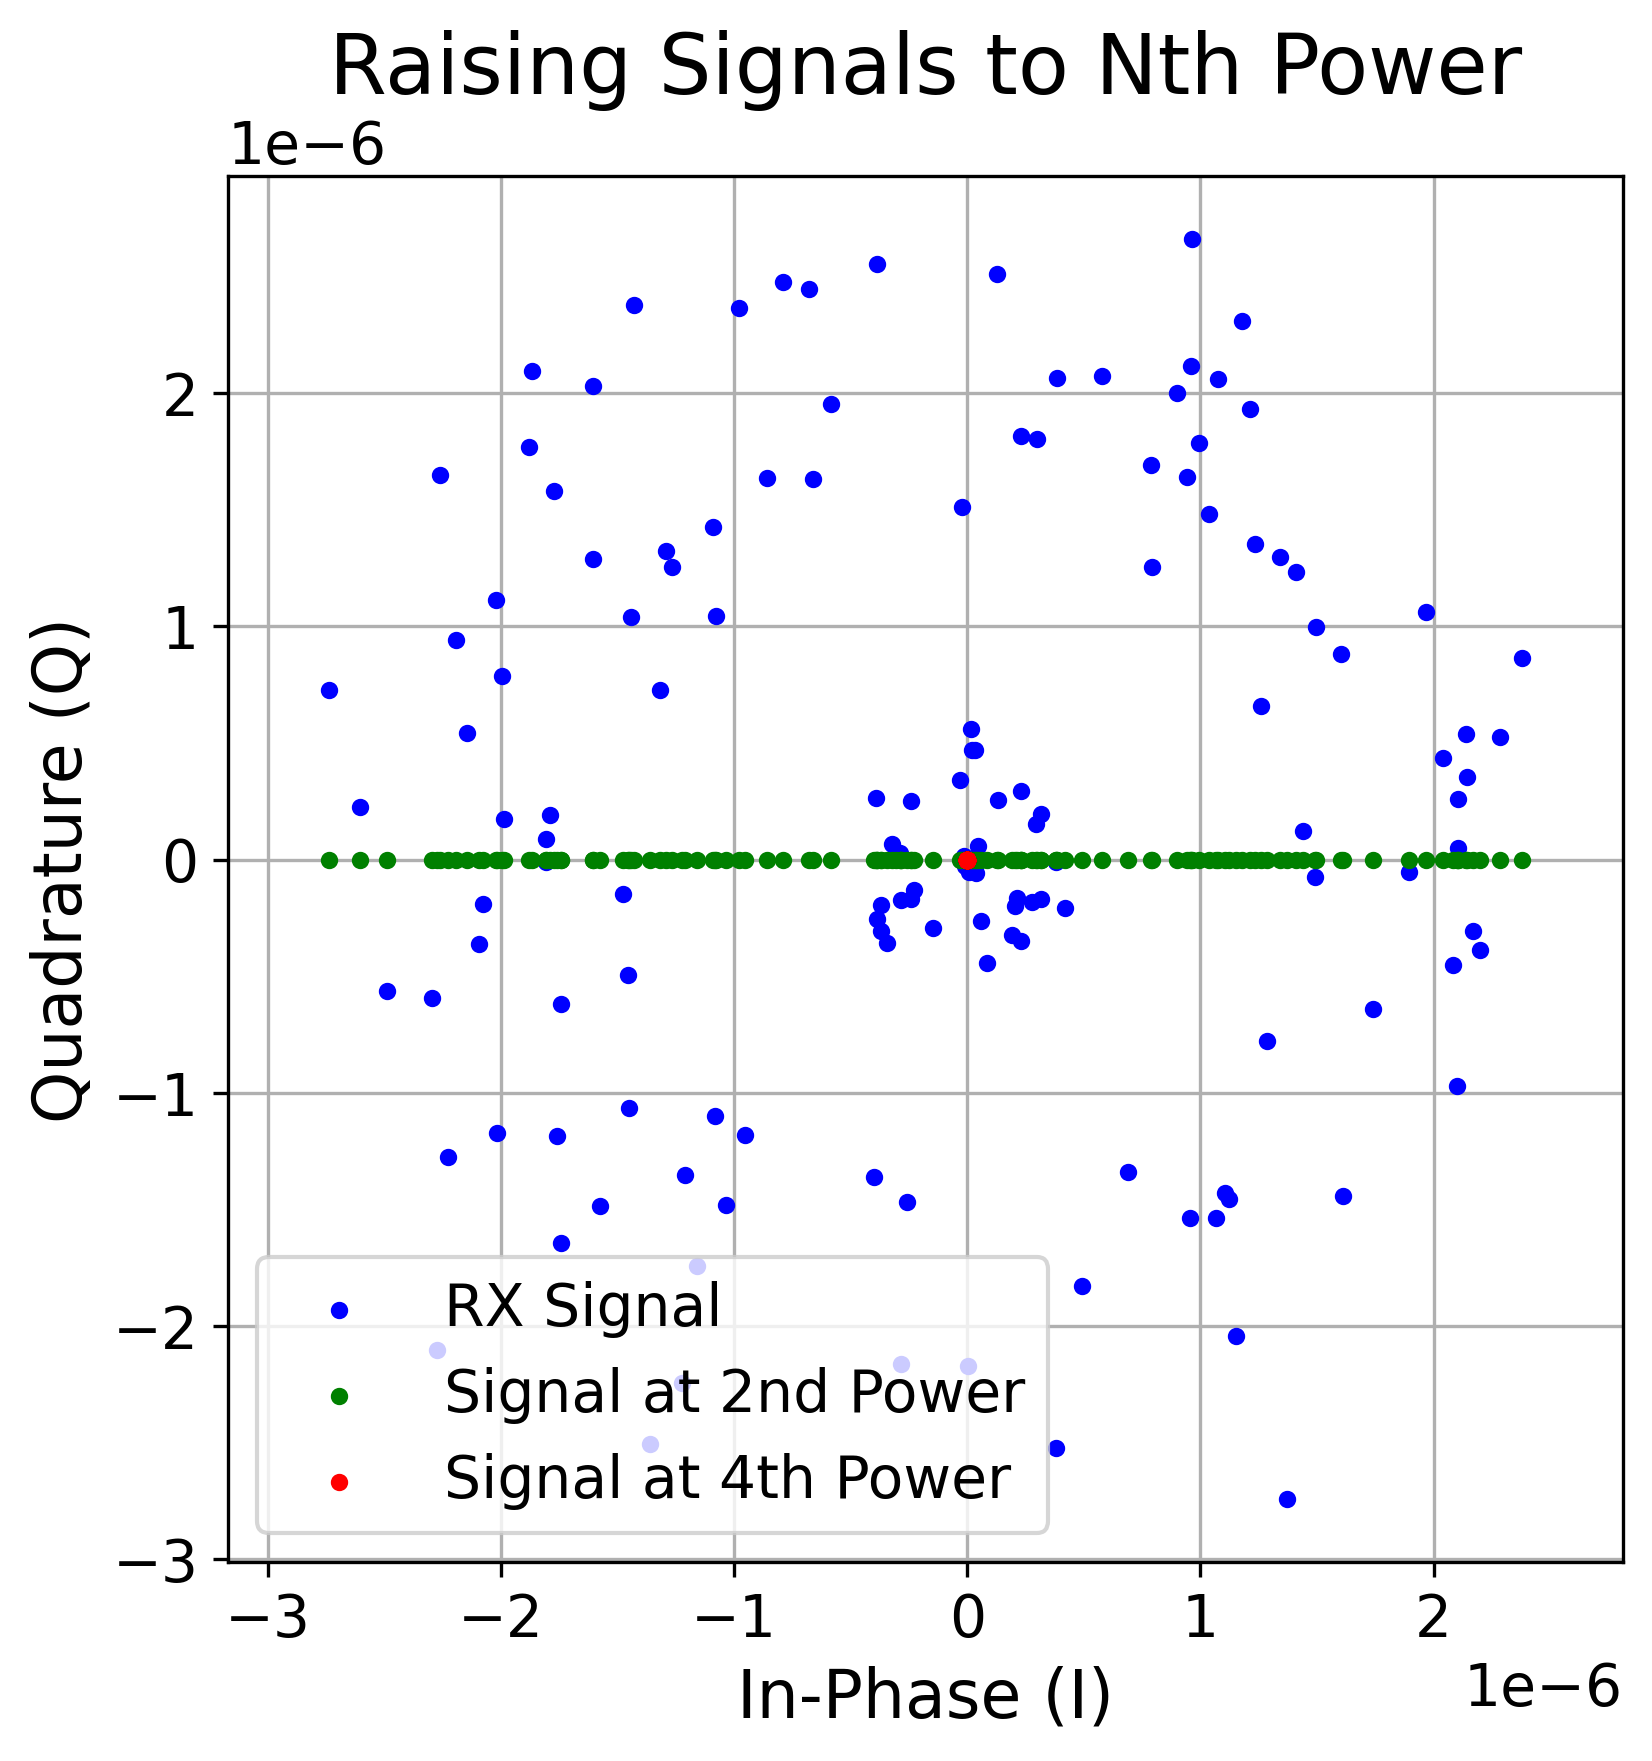 Raising Signals to Nth Power
1e−6
2
1
0
−1
−2
−3
Quadrature (Q)
RX Signal
Signal at 2nd Power
Signal at 4th Power
−3 −2 −1 0 1 2
1e−6
In-Phase (I)